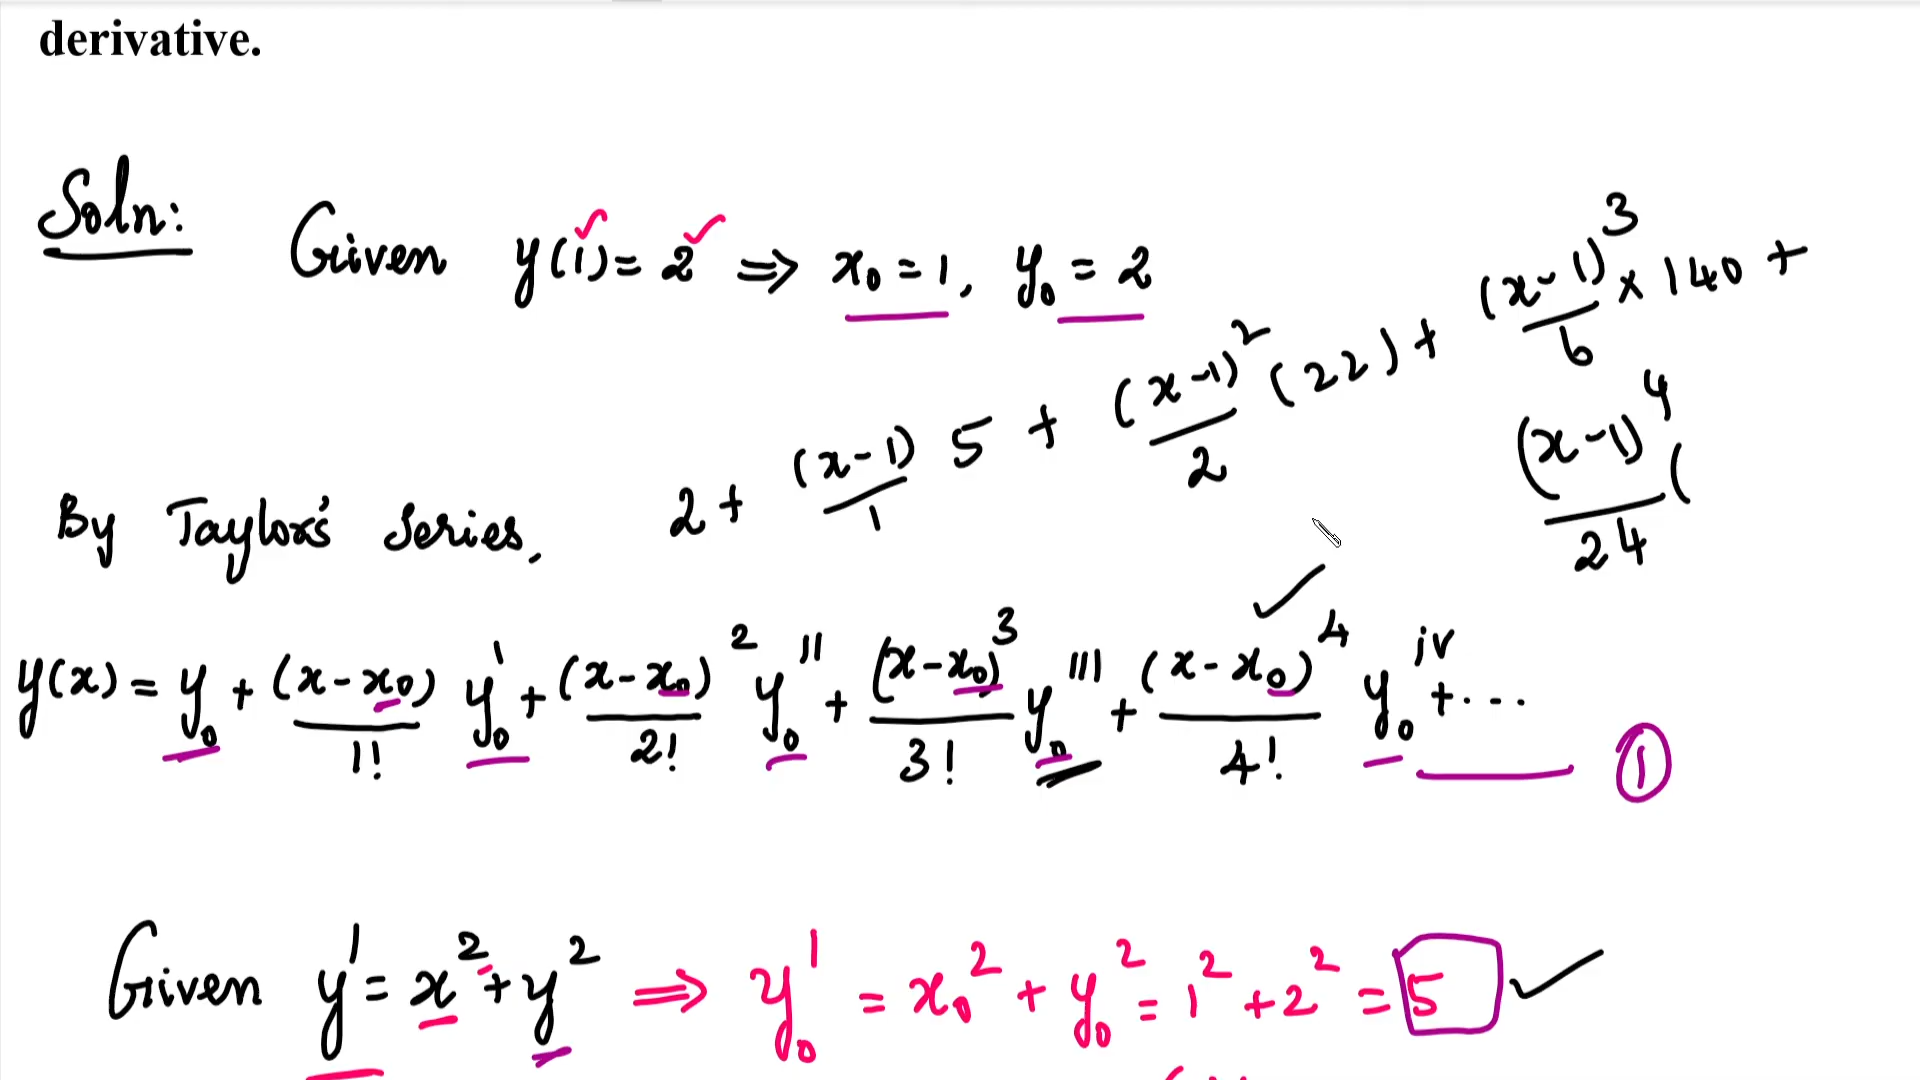 derivative.
Soln: Given y(1) = 2 ⇒ x₀ = 1, y₀ = 2
2 + (x-1)/1 5 + (x-1)²/2 (22) + (x-1)³/6 × 140 +
(x-1)⁴/24 (
By Taylor's Series,
y(x) = y₀ + (x-x₀)/1! y₀' + (x-x₀)²/2! y₀'' + (x-x₀)³/3! y₀''' + (x-x₀)⁴/4! y₀^iv + ... ①
Given y' = x² + y² ⇒ y₀' = x₀² + y₀² = 1² + 2² = 5